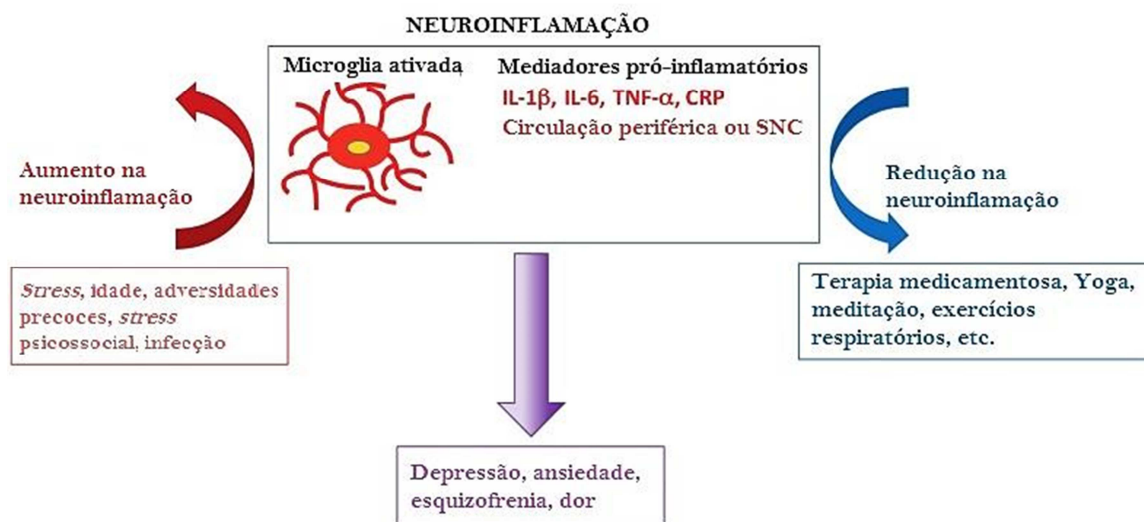 NEUROINFLAMAÇÃO
Microglia ativada
Mediadores pró-inflamatórios
IL-1β, IL-6, TNF-α, CRP
Circulação periférica ou SNC
Aumento na
neuroinflamação
Redução na
neuroinflamação
Stress, idade, adversidades
precoces, stress
psicossocial, infecção
Terapia medicamentosa, Yoga,
meditação, exercícios
respiratórios, etc.
Depressão, ansiedade,
esquizofrenia, dor